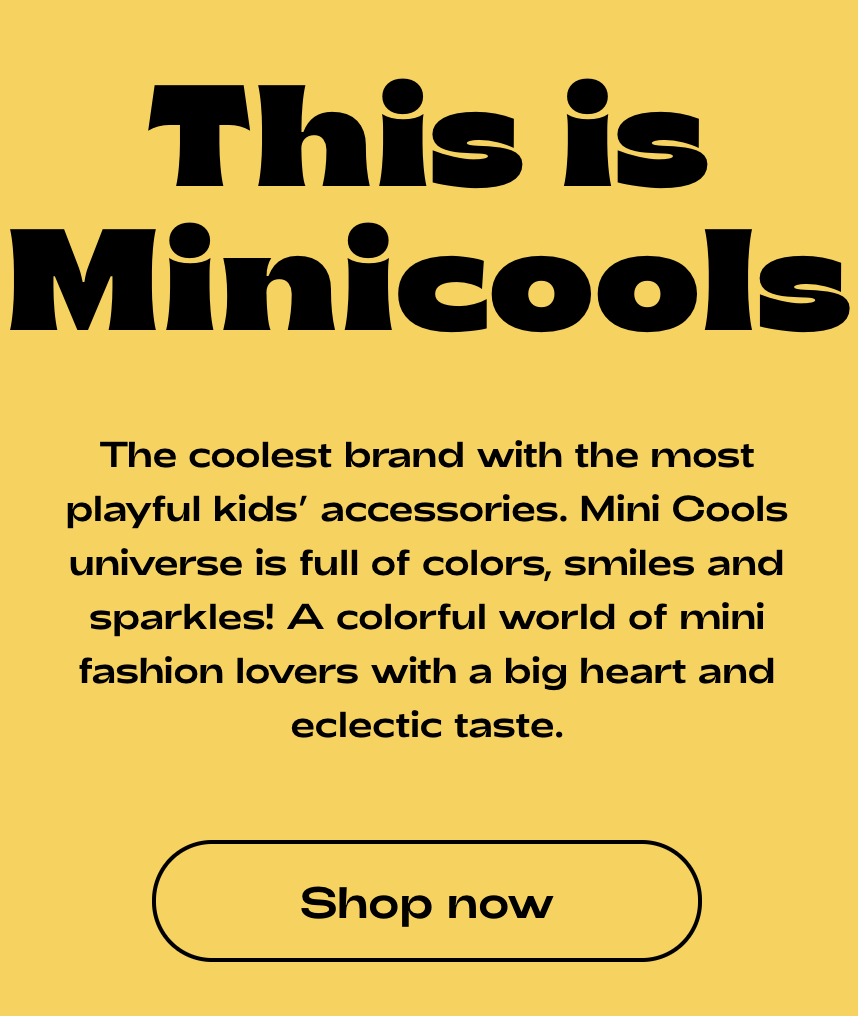 This is
Minicools
The coolest brand with the most
playful kids’ accessories. Mini Cools
universe is full of colors, smiles and
sparkles! A colorful world of mini
fashion lovers with a big heart and
eclectic taste.
Shop now